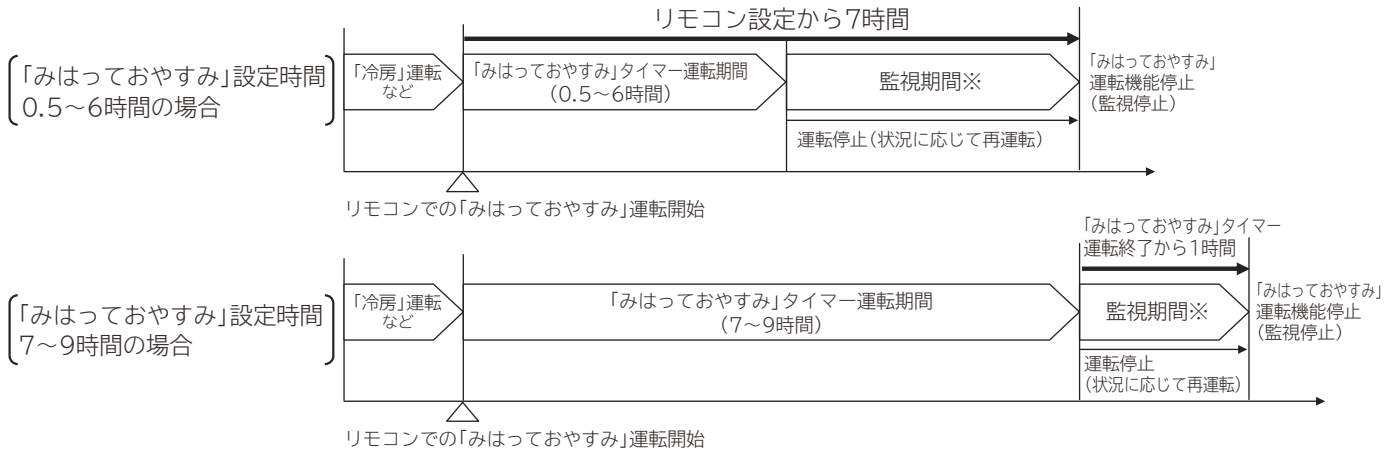 リモコン設定から7時間
「みはっておやすみ」設定時間
0.5～6時間の場合
「冷房」運転
など
「みはっておやすみ」タイマー運転期間
(0.5～6時間)
監視期間※
「みはっておやすみ」
運転機能停止
(監視停止)
運転停止(状況に応じて再運転)
リモコンでの「みはっておやすみ」運転開始
「みはっておやすみ」タイマー
運転終了から1時間
「みはっておやすみ」設定時間
7～9時間の場合
「冷房」運転
など
「みはっておやすみ」タイマー運転期間
(7～9時間)
監視期間※
「みはっておやすみ」
運転機能停止
(監視停止)
運転停止
(状況に応じて再運転)
リモコンでの「みはっておやすみ」運転開始